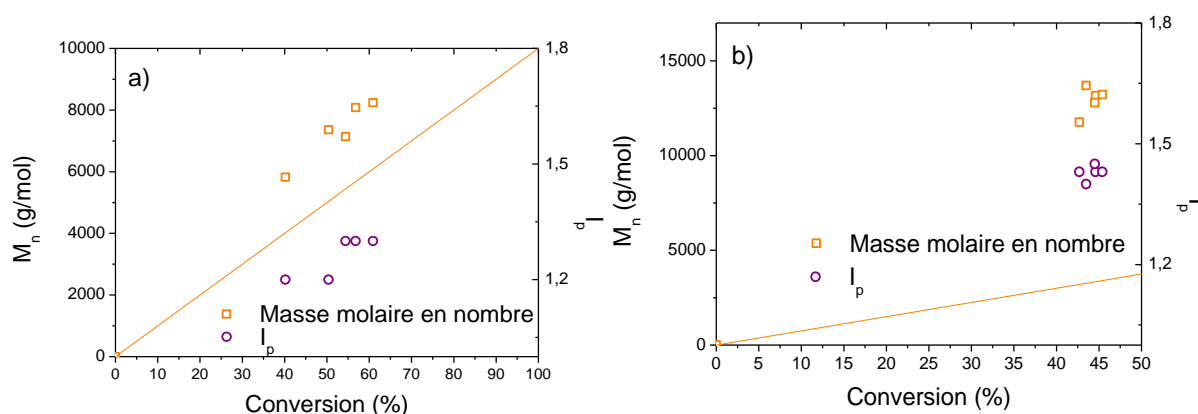 a)
10000
8000
6000
4000
2000
0
M_n (g/mol)
1,8
1,5
1,2
I_p
Masse molaire en nombre
I_p
0 10 20 30 40 50 60 70 80 90 100
Conversion (%)
b)
15000
10000
5000
0
M_n (g/mol)
1,8
1,5
1,2
I_p
Masse molaire en nombre
I_p
0 5 10 15 20 25 30 35 40 45 50
Conversion (%)